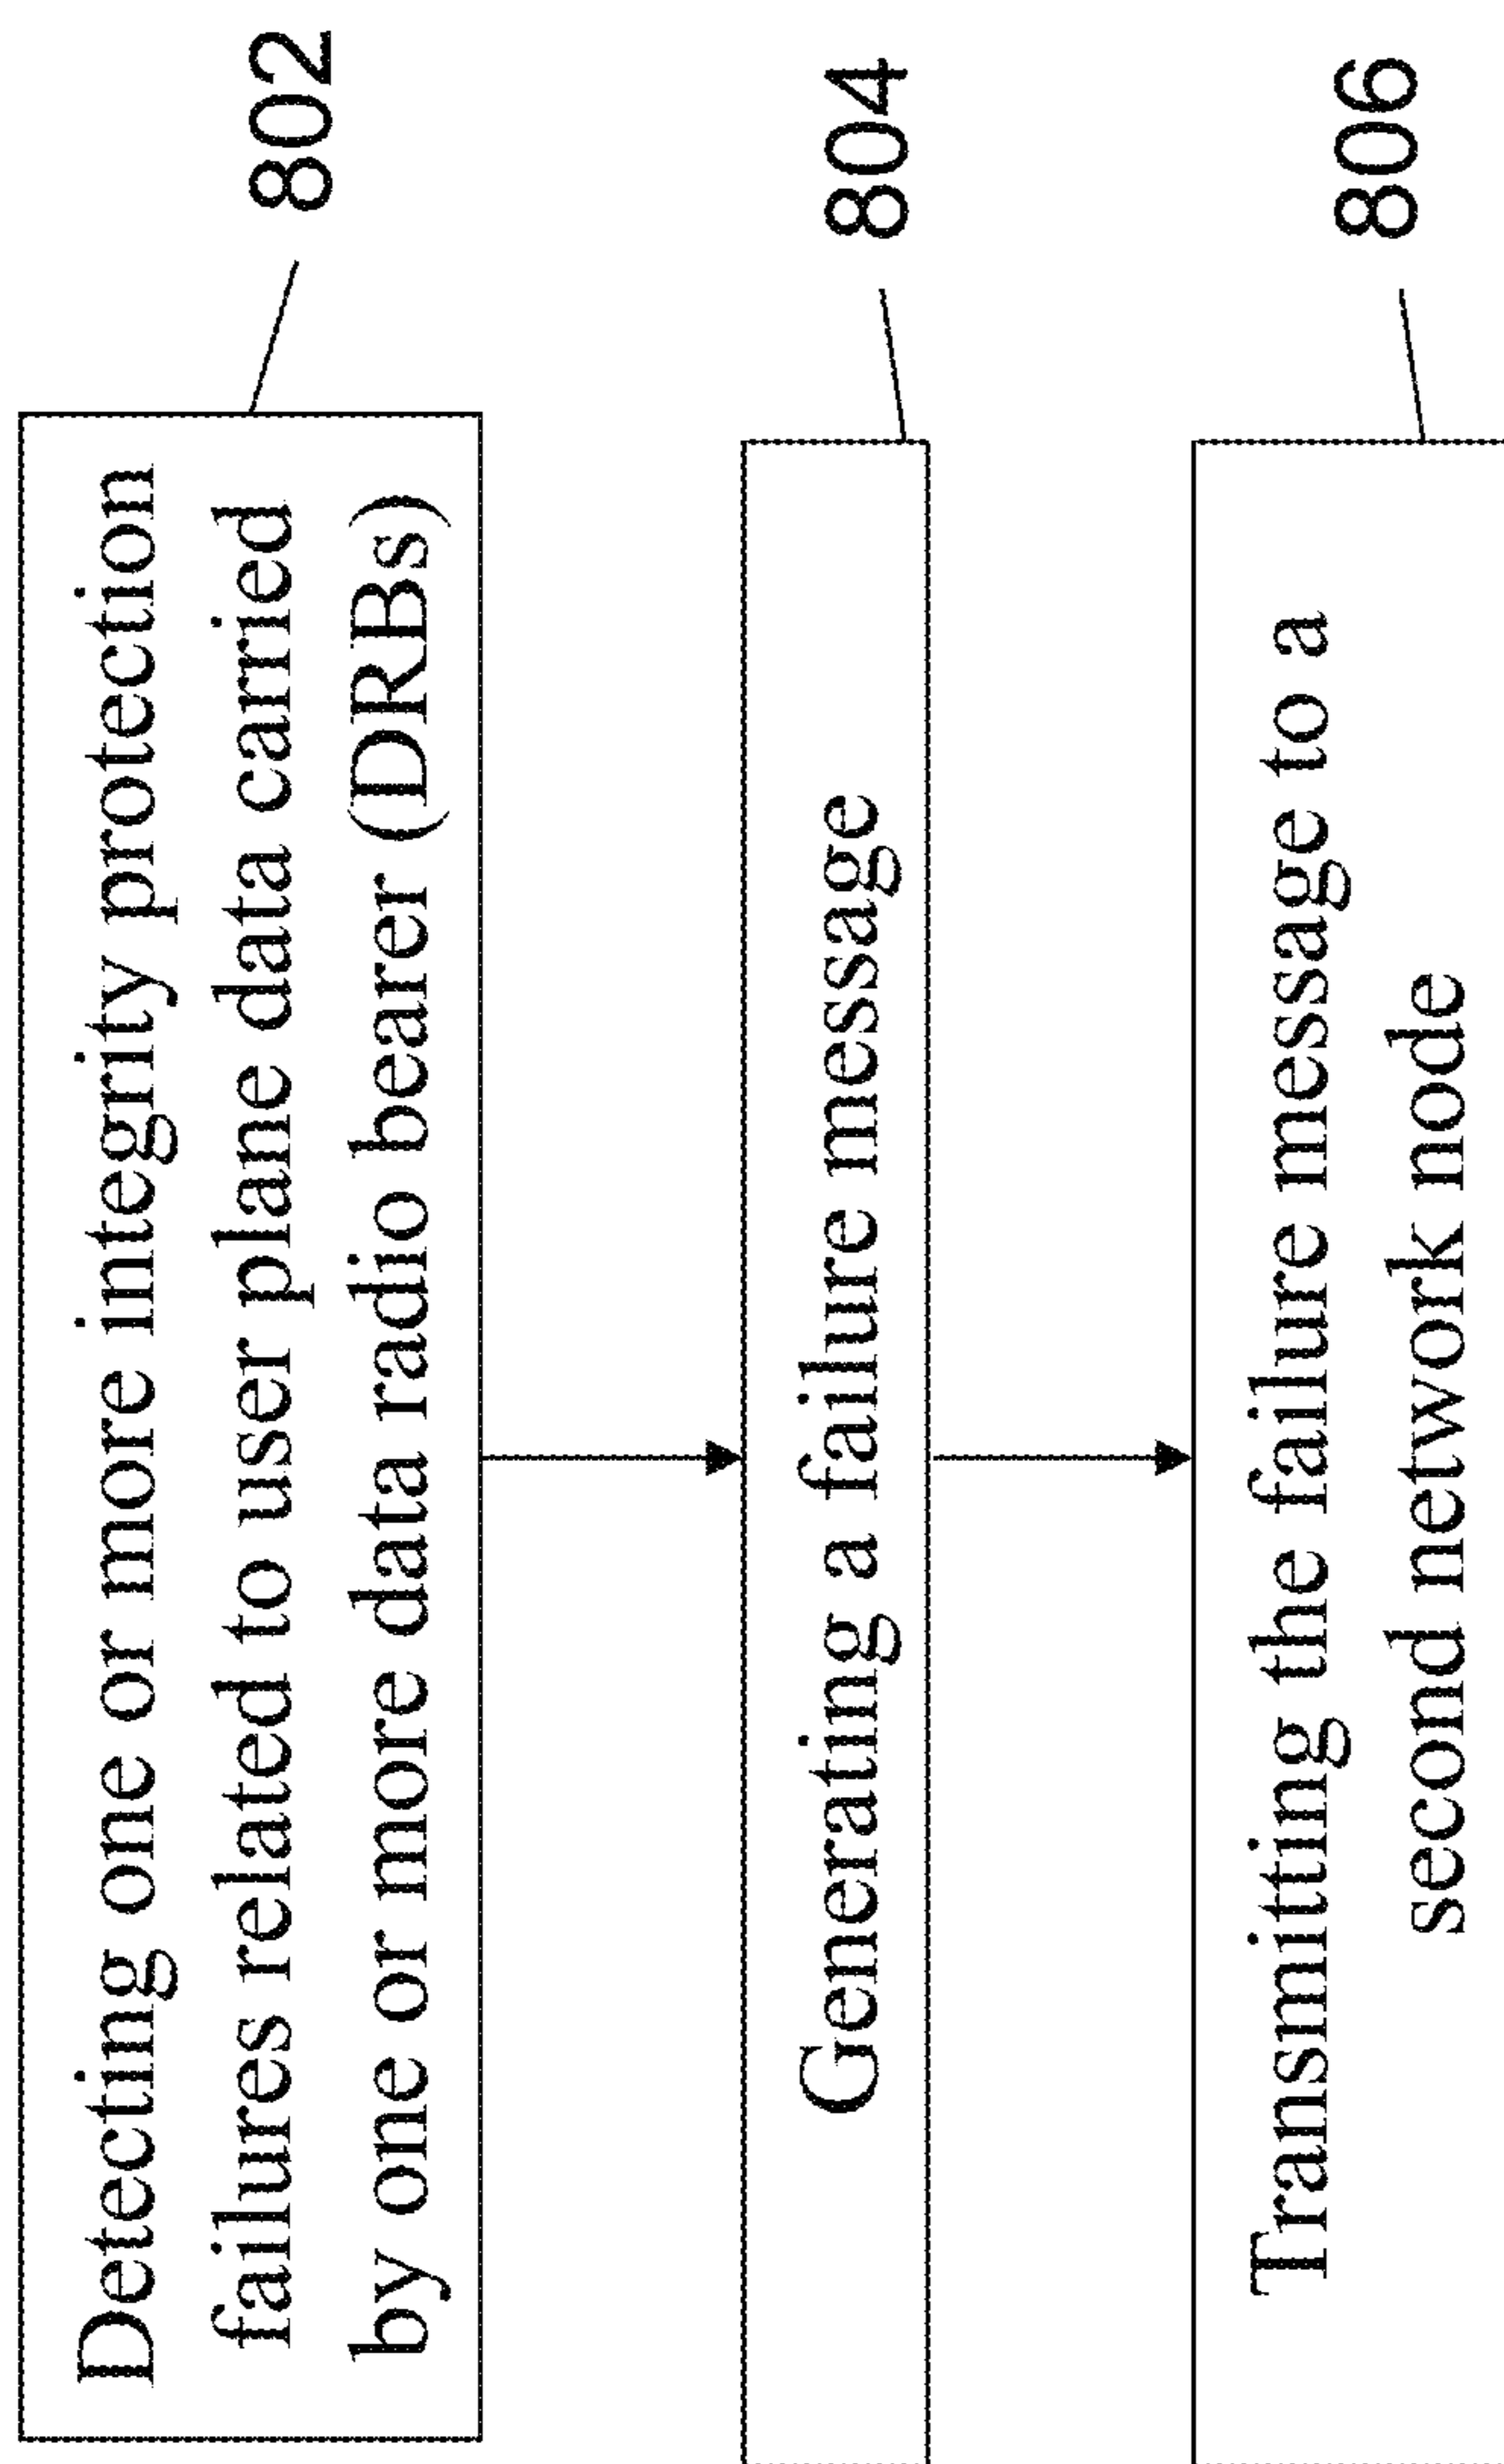 Detecting one or more integrity protection
failures related to user plane data carried
by one or more data radio bearer (DRBs)
802
Generating a failure message
804
Transmitting the failure message to a
second network node
806